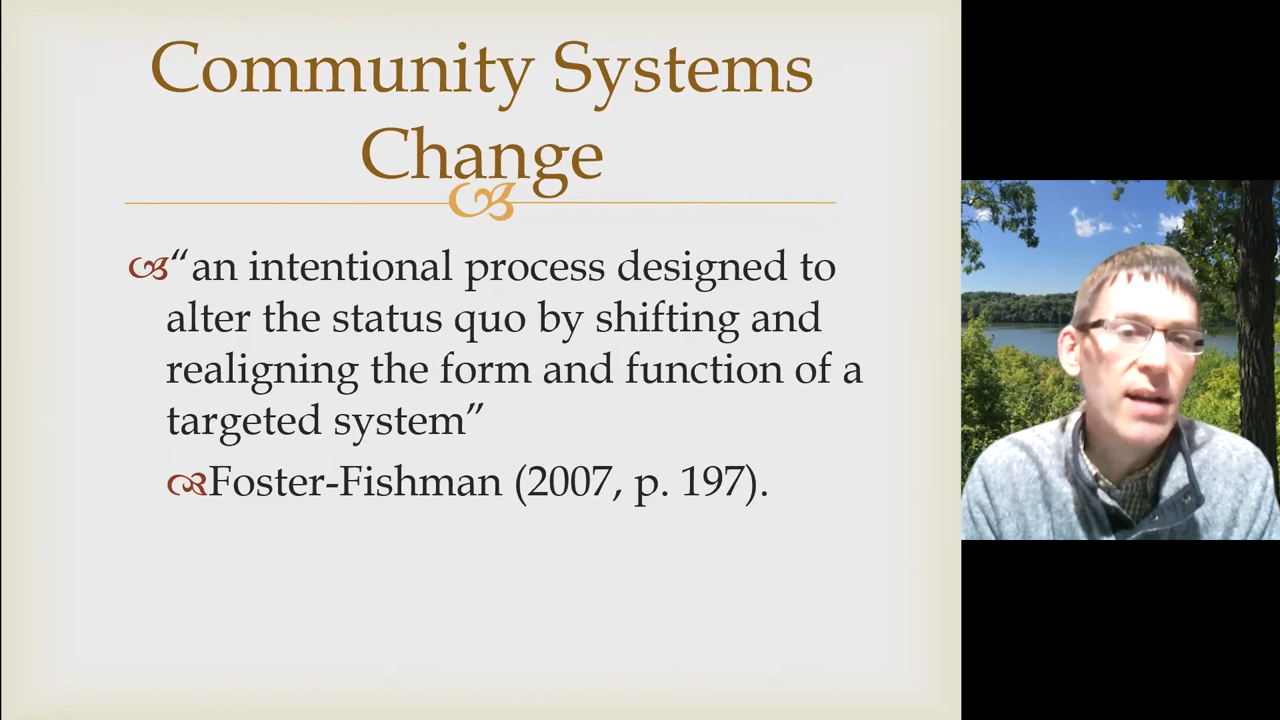 Community Systems
Change
“an intentional process designed to
alter the status quo by shifting and
realigning the form and function of a
targeted system”
Foster-Fishman (2007, p. 197).